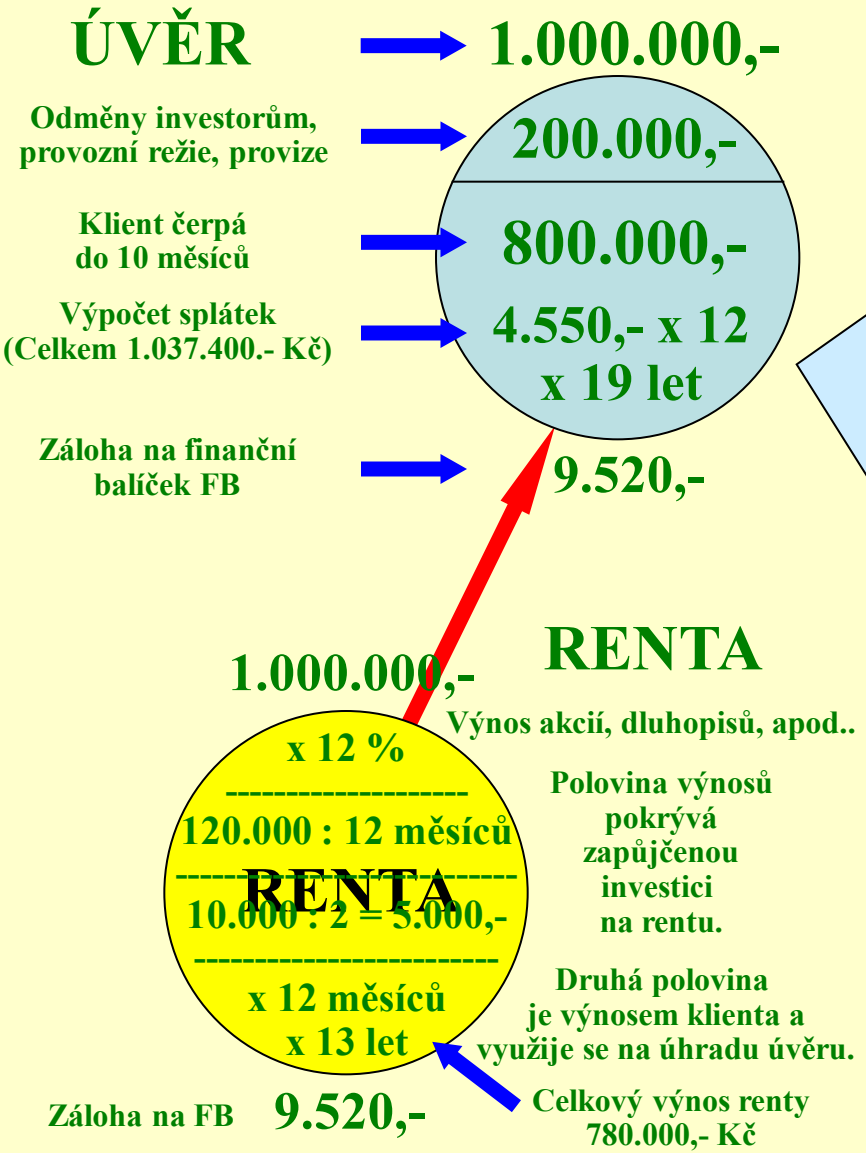 ÚVĚR
1.000.000,-
Odměny investorům,
provozní režie, provize
200.000,-
Klient čerpá
do 10 měsíců
800.000,-
Výpočet splátek
(Celkem 1.037.400.- Kč)
4.550,- x 12
x 19 let
Záloha na finanční
balíček FB
9.520,-
RENTA
1.000.000,-
Výnos akcií, dluhopisů, apod..
x 12 %
-------------------
120.000 : 12 měsíců
----------------------------
RENTA
10.000 : 2 = 5.000,-
-------------------------
x 12 měsíců
x 13 let
Polovina výnosů
pokrývá
zapůjčenou
investici
na rentu.
Druhá polovina
je výnosem klienta a
využije se na úhradu úvěru.
Celkový výnos renty
780.000,- Kč
Záloha na FB
9.520,-